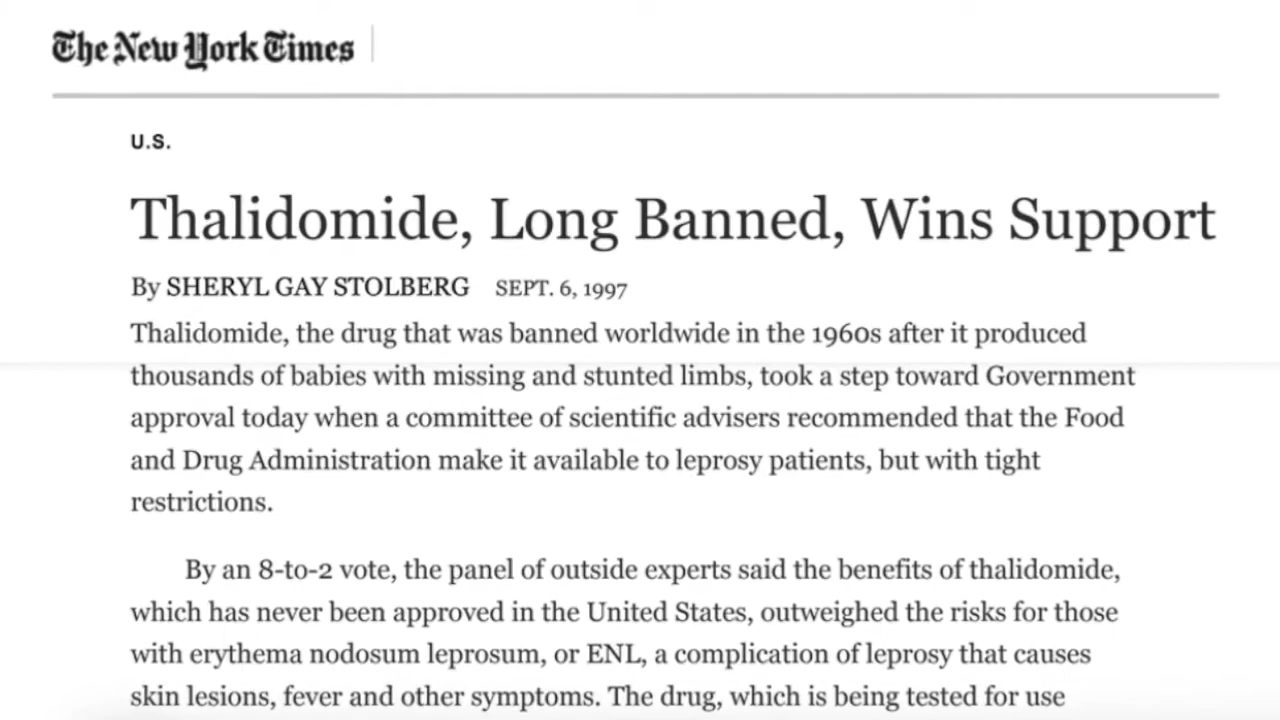 The New York Times
U.S.
Thalidomide, Long Banned, Wins Support
By SHERYL GAY STOLBERG SEPT. 6, 1997
Thalidomide, the drug that was banned worldwide in the 1960s after it produced
thousands of babies with missing and stunted limbs, took a step toward Government
approval today when a committee of scientific advisers recommended that the Food
and Drug Administration make it available to leprosy patients, but with tight
restrictions.
By an 8-to-2 vote, the panel of outside experts said the benefits of thalidomide,
which has never been approved in the United States, outweighed the risks for those
with erythema nodosum leprosum, or ENL, a complication of leprosy that causes
skin lesions, fever and other symptoms. The drug, which is being tested for use